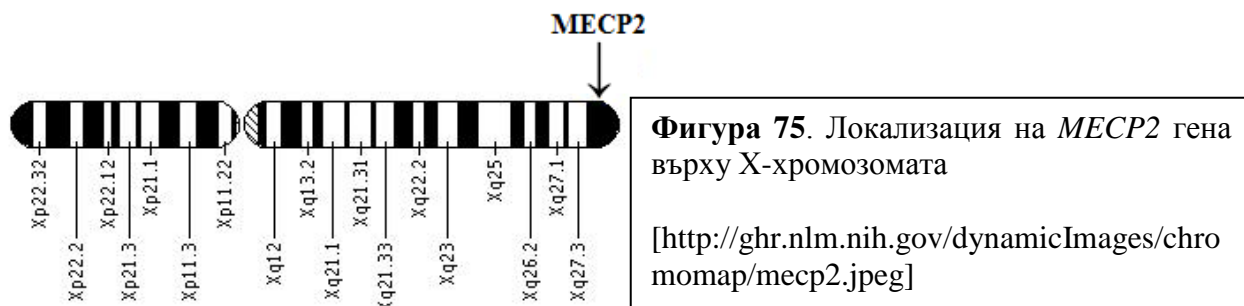 MECP2
Xp22.32
Xp22.2
Xp22.12
Xp21.3
Xp21.1
Xp11.3
Xp11.22
Xq12
Xq13.2
Xq21.1
Xq21.31
Xq21.33
Xq22.2
Xq23
Xq25
Xq26.2
Xq27.1
Xq27.3
Фигура 75. Локализация на MECP2 гена
върху X-хромозомата
[http://ghr.nlm.nih.gov/dynamicImages/chro
momap/mecp2.jpeg]